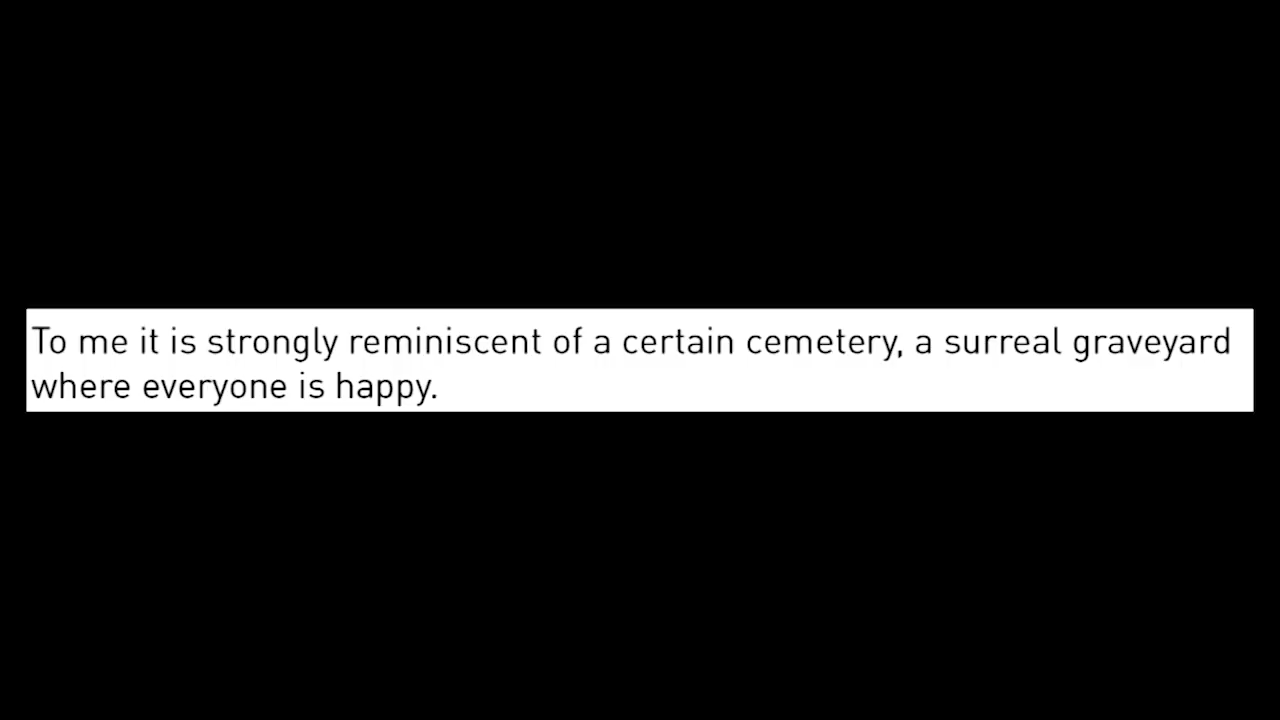 To me it is strongly reminiscent of a certain cemetery, a surreal graveyard
where everyone is happy.